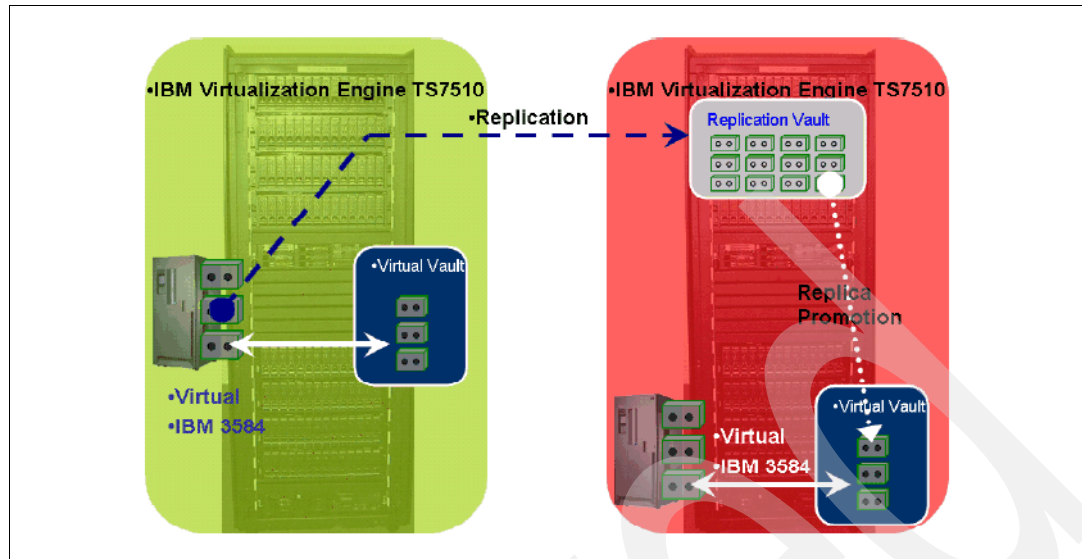 •IBM Virtualization Engine TS7510
•Replication
•Virtual Vault
•Virtual
•IBM 3584
•IBM Virtualization Engine TS7510
Replication Vault
Replica
Promotion
•Virtual
•IBM 3584
•Virtual Vault